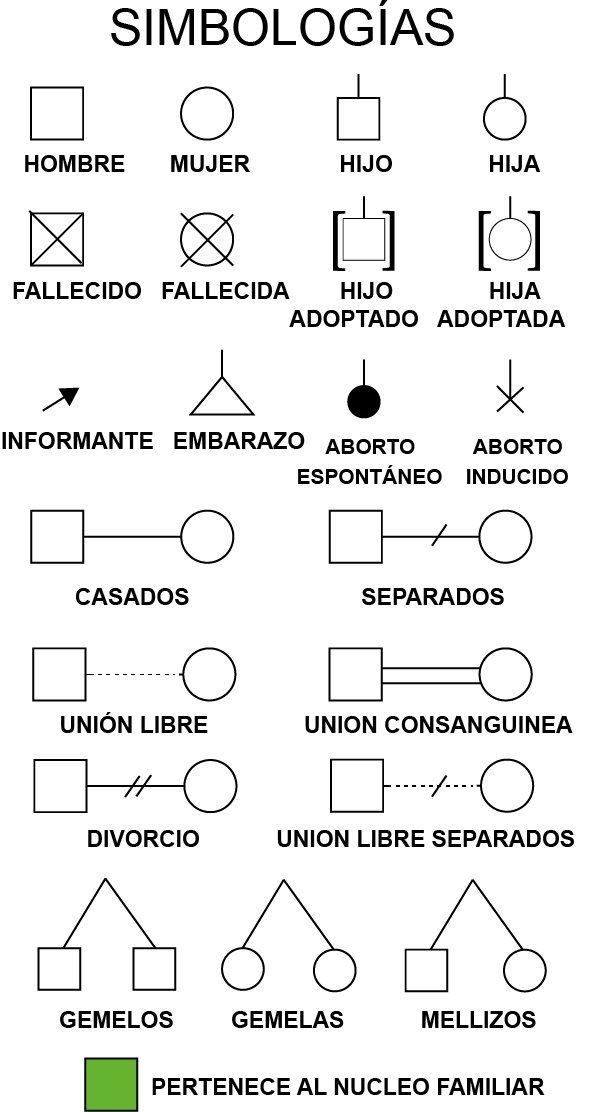 SIMBOLOGÍAS
HOMBRE
MUJER
HIJO
HIJA
FALLECIDO
FALLECIDA
HIJO
ADOPTADO
HIJA
ADOPTADA
INFORMANTE
EMBARAZO
ABORTO
ESPONTÁNEO
ABORTO
INDUCIDO
CASADOS
SEPARADOS
UNIÓN LIBRE
UNION CONSANGUINEA
DIVORCIO
UNION LIBRE SEPARADOS
GEMELOS
GEMELAS
MELLIZOS
PERTENECE AL NUCLEO FAMILIAR